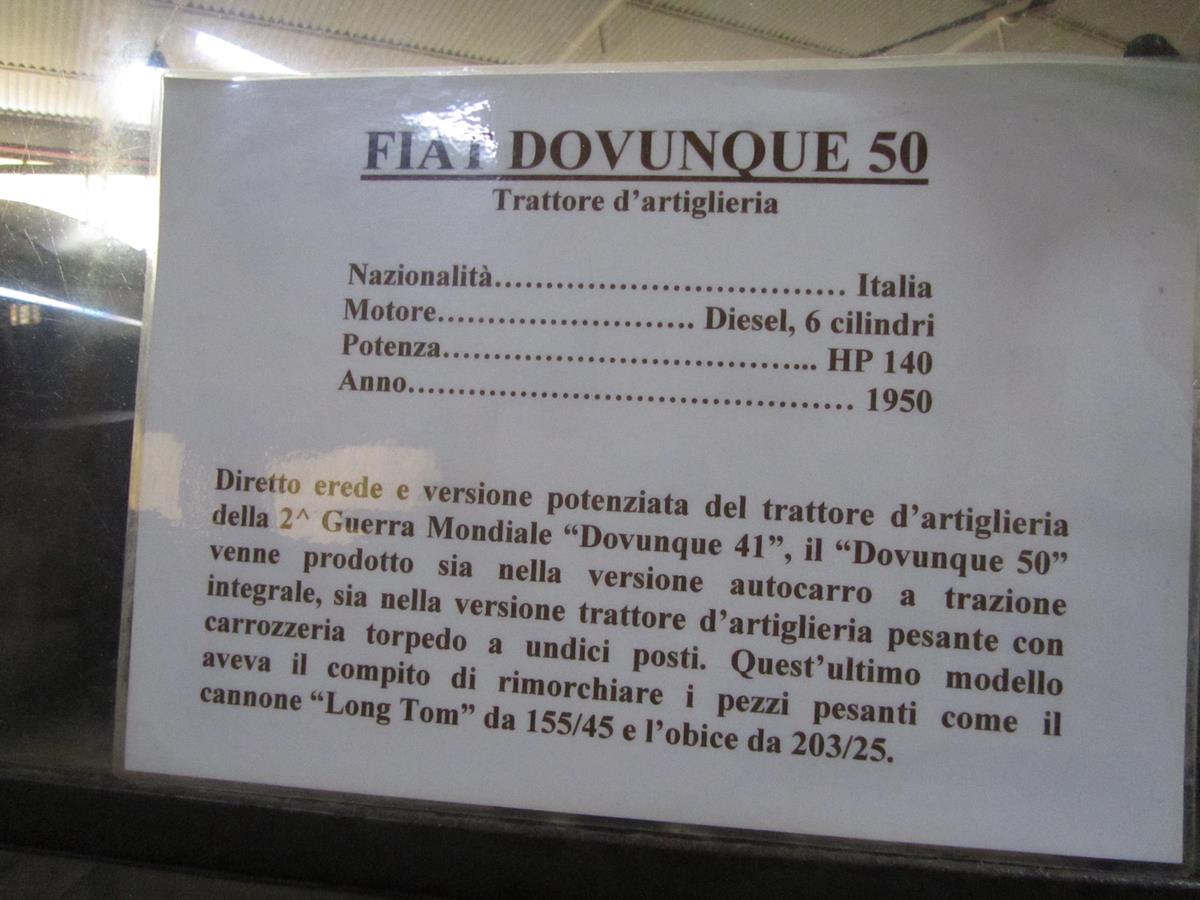 FIAT DOVUNQUE 50
Trattore d’artiglieria
Nazionalità................................... Italia
Motore.......................... Diesel, 6 cilindri
Potenza...................................... HP 140
Anno............................................. 1950
Diretto erede e versione potenziata del trattore d’artiglieria
della 2^ Guerra Mondiale “Dovunque 41”, il “Dovunque 50”
venne prodotto sia nella versione autocarro a trazione
integrale, sia nella versione trattore d’artiglieria pesante con
carrozzeria torpedo a undici posti. Quest’ultimo modello
aveva il compito di rimorchiare i pezzi pesanti come il
cannone “Long Tom” da 155/45 e l’obice da 203/25.